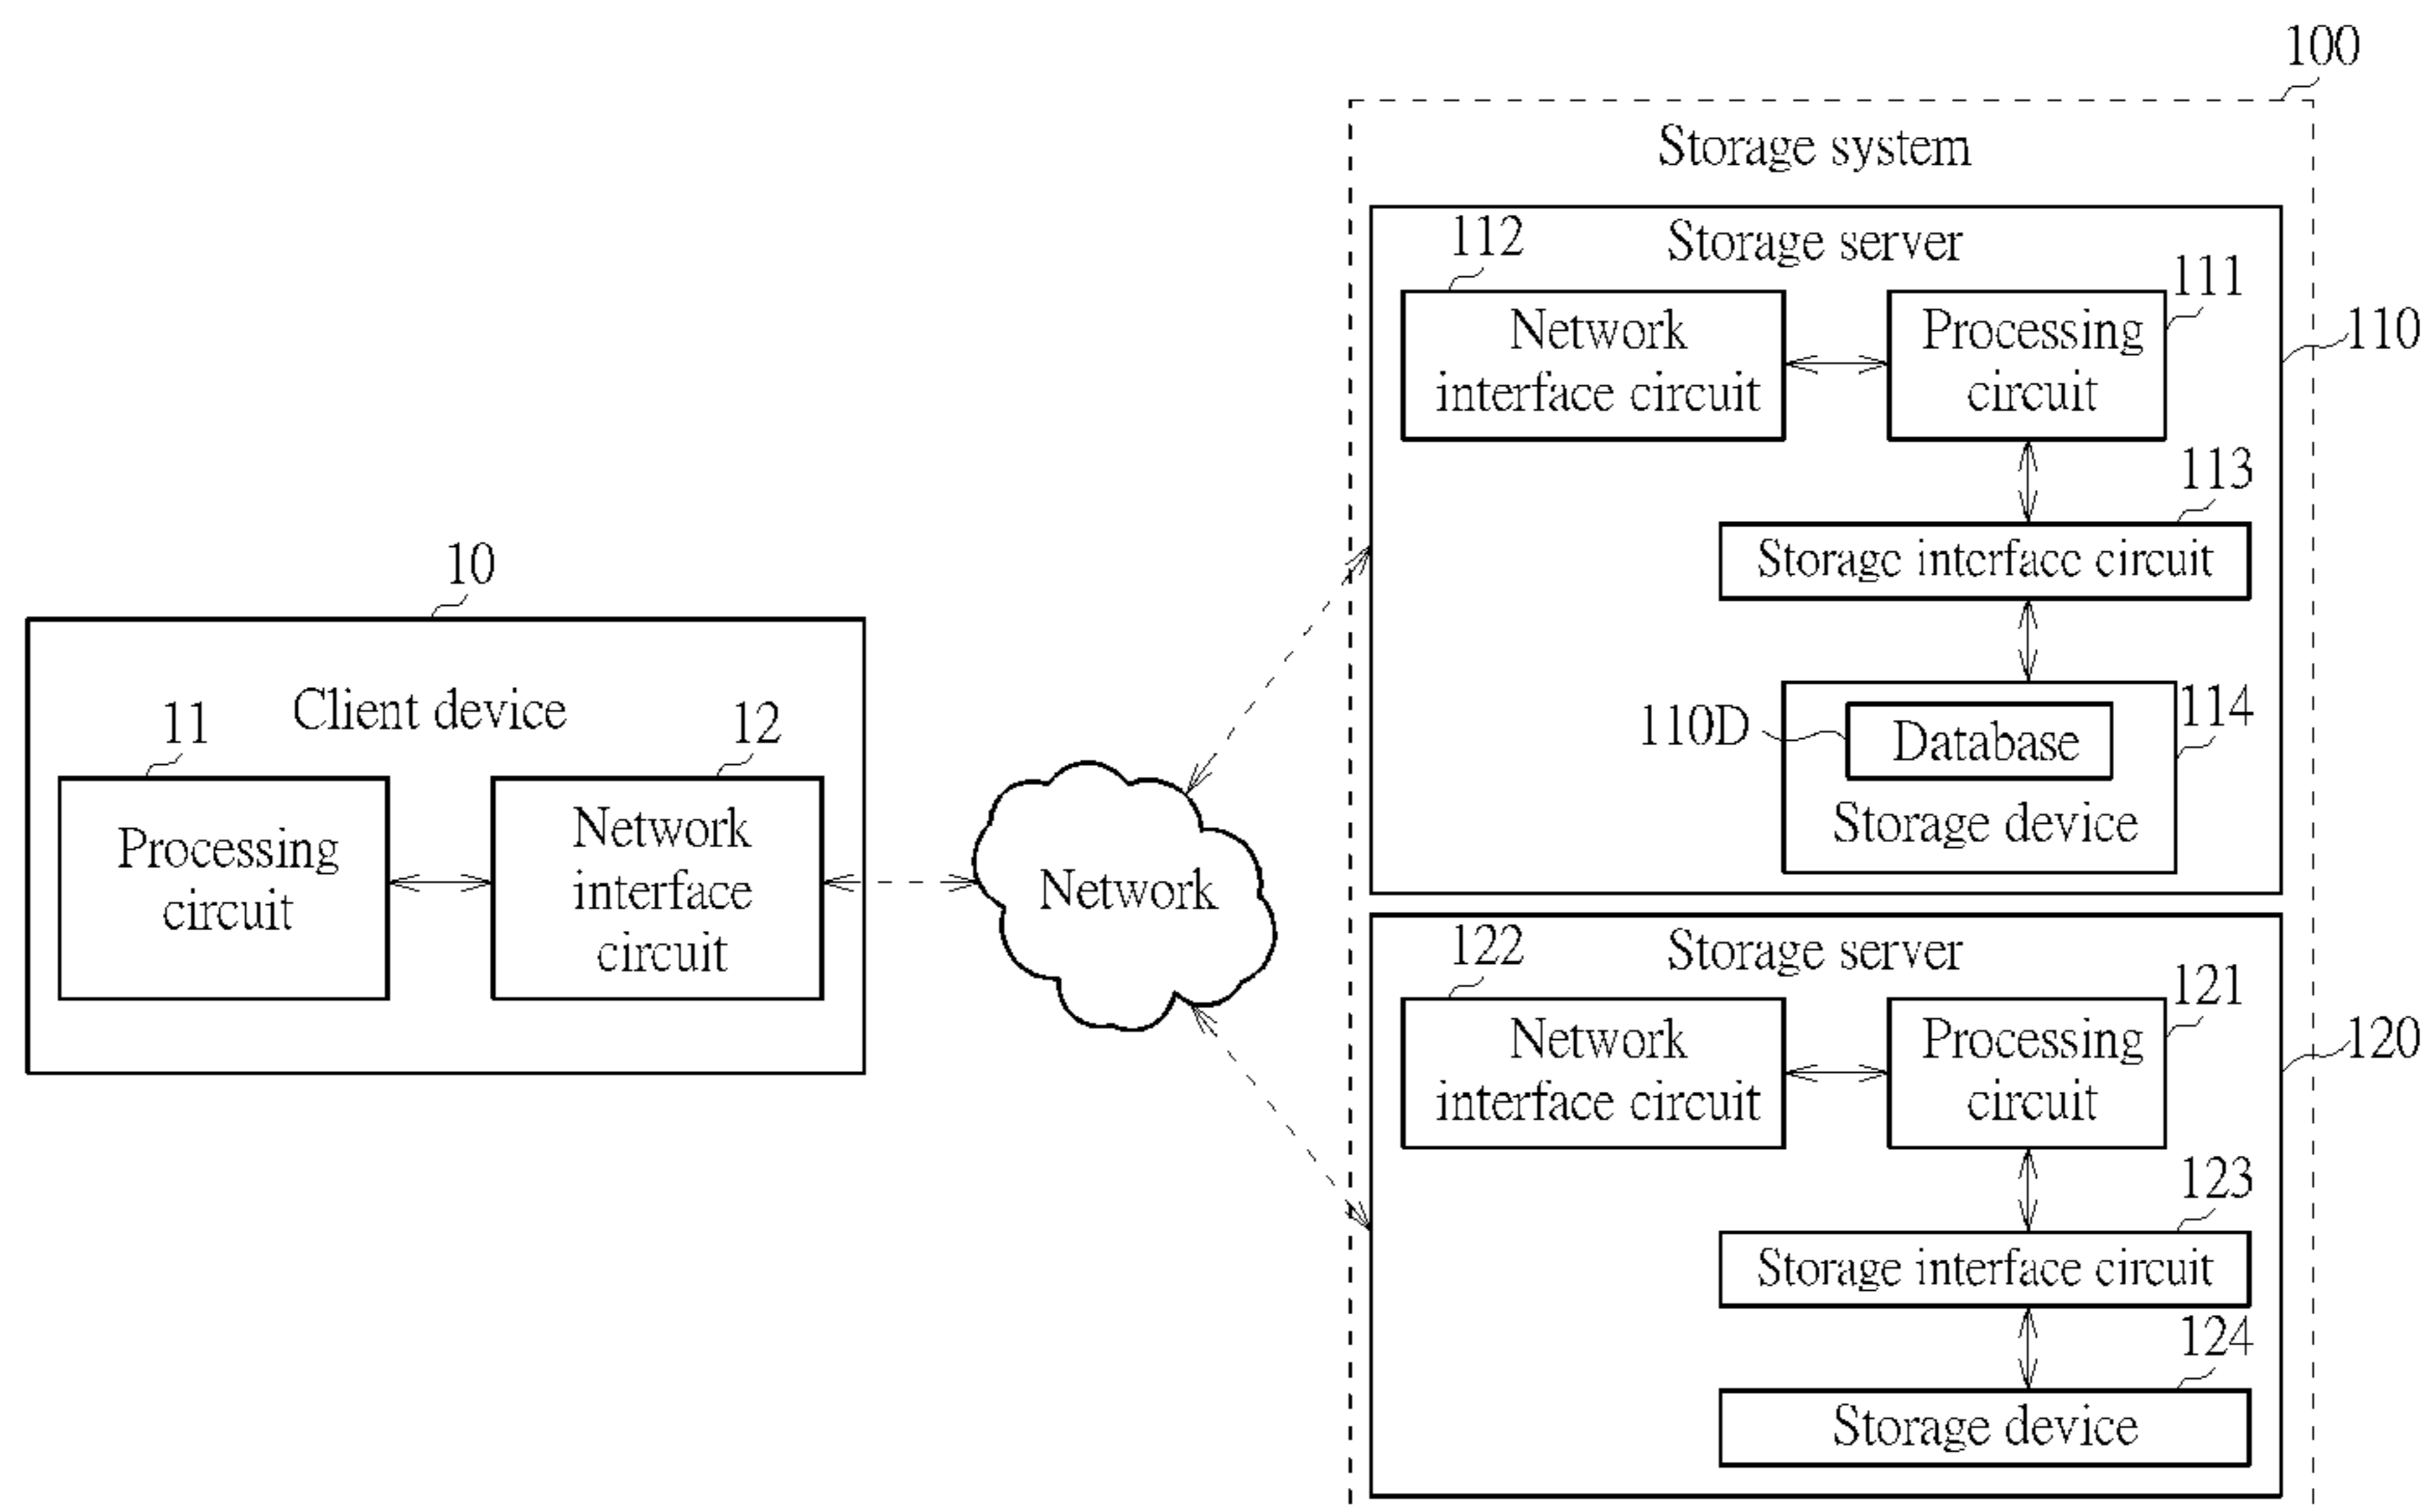 100
Storage system
112
Storage server
111
Network
interface circuit
Processing
circuit
110
113
Storage interface circuit
110D
Database
114
Storage device
10
Client device
11
12
Processing
circuit
Network
interface
circuit
Network
122
Storage server
121
Network
interface circuit
Processing
circuit
120
123
Storage interface circuit
124
Storage device